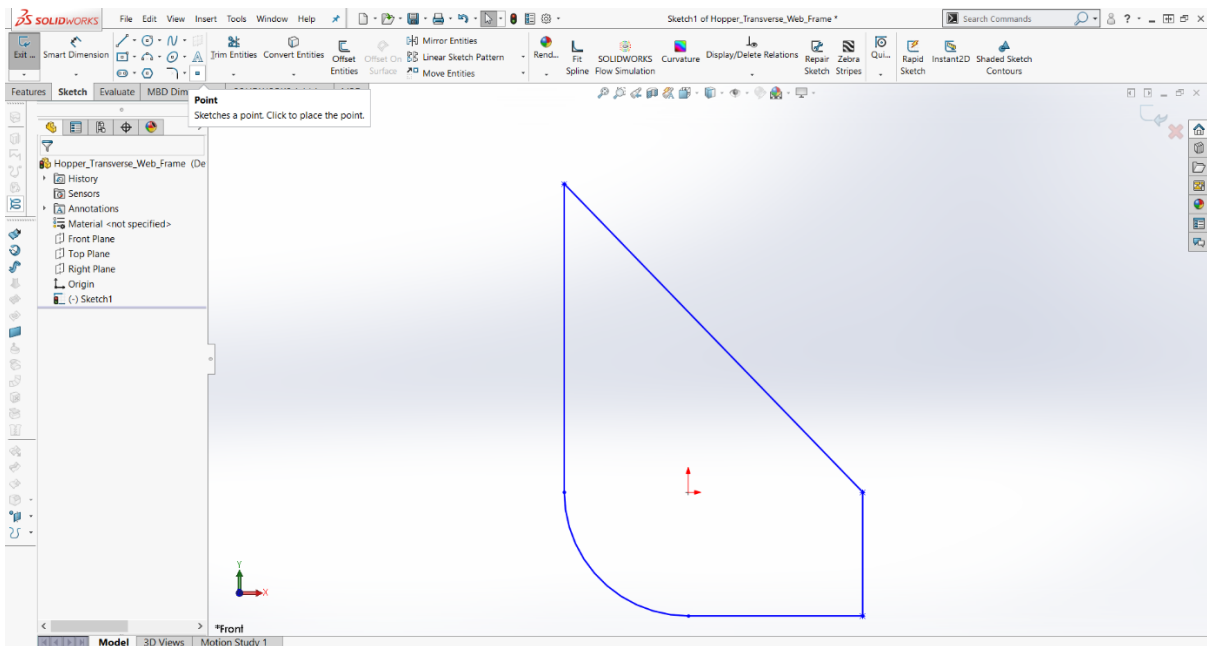 SOLIDWORKS File Edit View Insert Tools Window Help Sketch1 of Hopper_Transverse_Web_Frame * Search Commands ?
Exit ... Smart Dimension Trim Entities Convert Entities Offset Entities Offset On Surface Mirror Entities Linear Sketch Pattern Move Entities Rend... Fit Spline SOLIDWORKS Flow Simulation Curvature Display/Delete Relations Repair Sketch Zebra Stripes Qui... Rapid Sketch Instant2D Shaded Sketch Contours
Features Sketch Evaluate MBD Dim
Point
Sketches a point. Click to place the point.
Hopper_Transverse_Web_Frame (De
History
Sensors
Annotations
Material <not specified>
Front Plane
Top Plane
Right Plane
Origin
(-) Sketch1
Y
X
*Front
Model 3D Views Motion Study 1